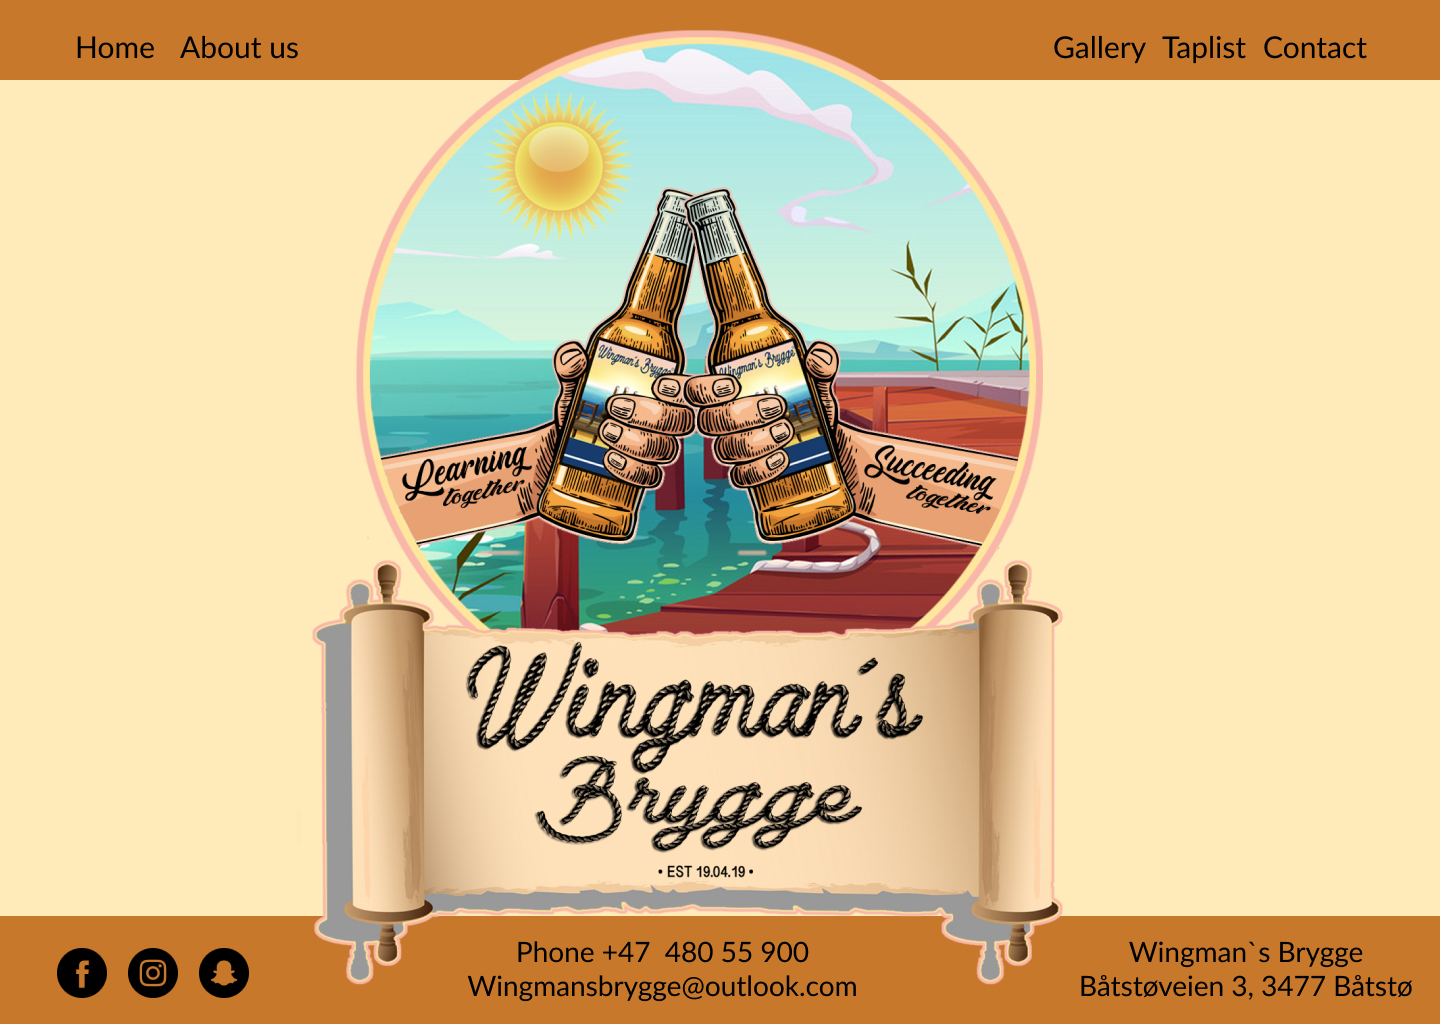 Home About us
Gallery Taplist Contact
Wingman´s Brygge
Wingman´s Brygge
Learning
together
Succeeding
together
Wingman´s
Brygge
• EST 19.04.19 •
Phone +47 480 55 900
Wingmansbrygge@outlook.com
Wingman`s Brygge
Båtstøveien 3, 3477 Båtstø